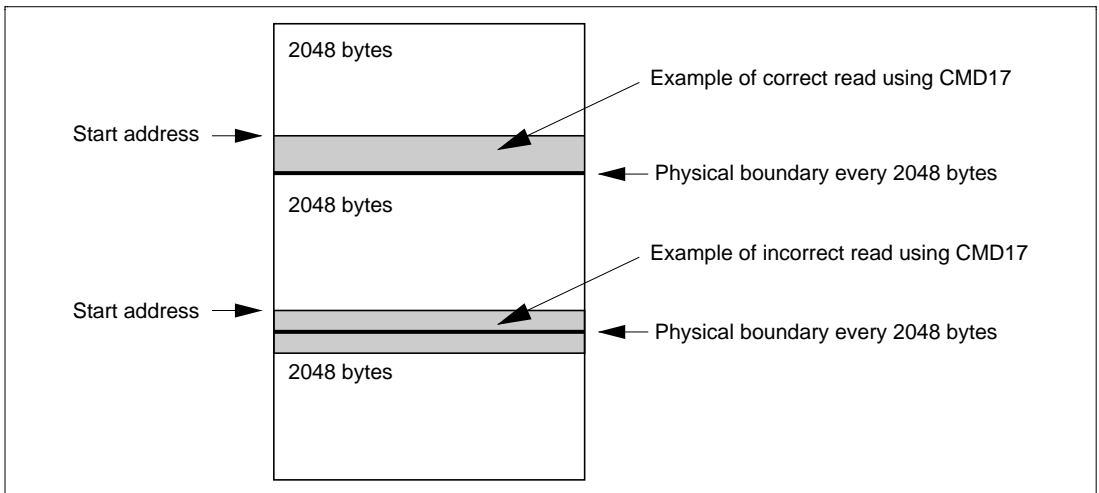 2048 bytes
Example of correct read using CMD17
Start address
Physical boundary every 2048 bytes
2048 bytes
Example of incorrect read using CMD17
Start address
Physical boundary every 2048 bytes
2048 bytes